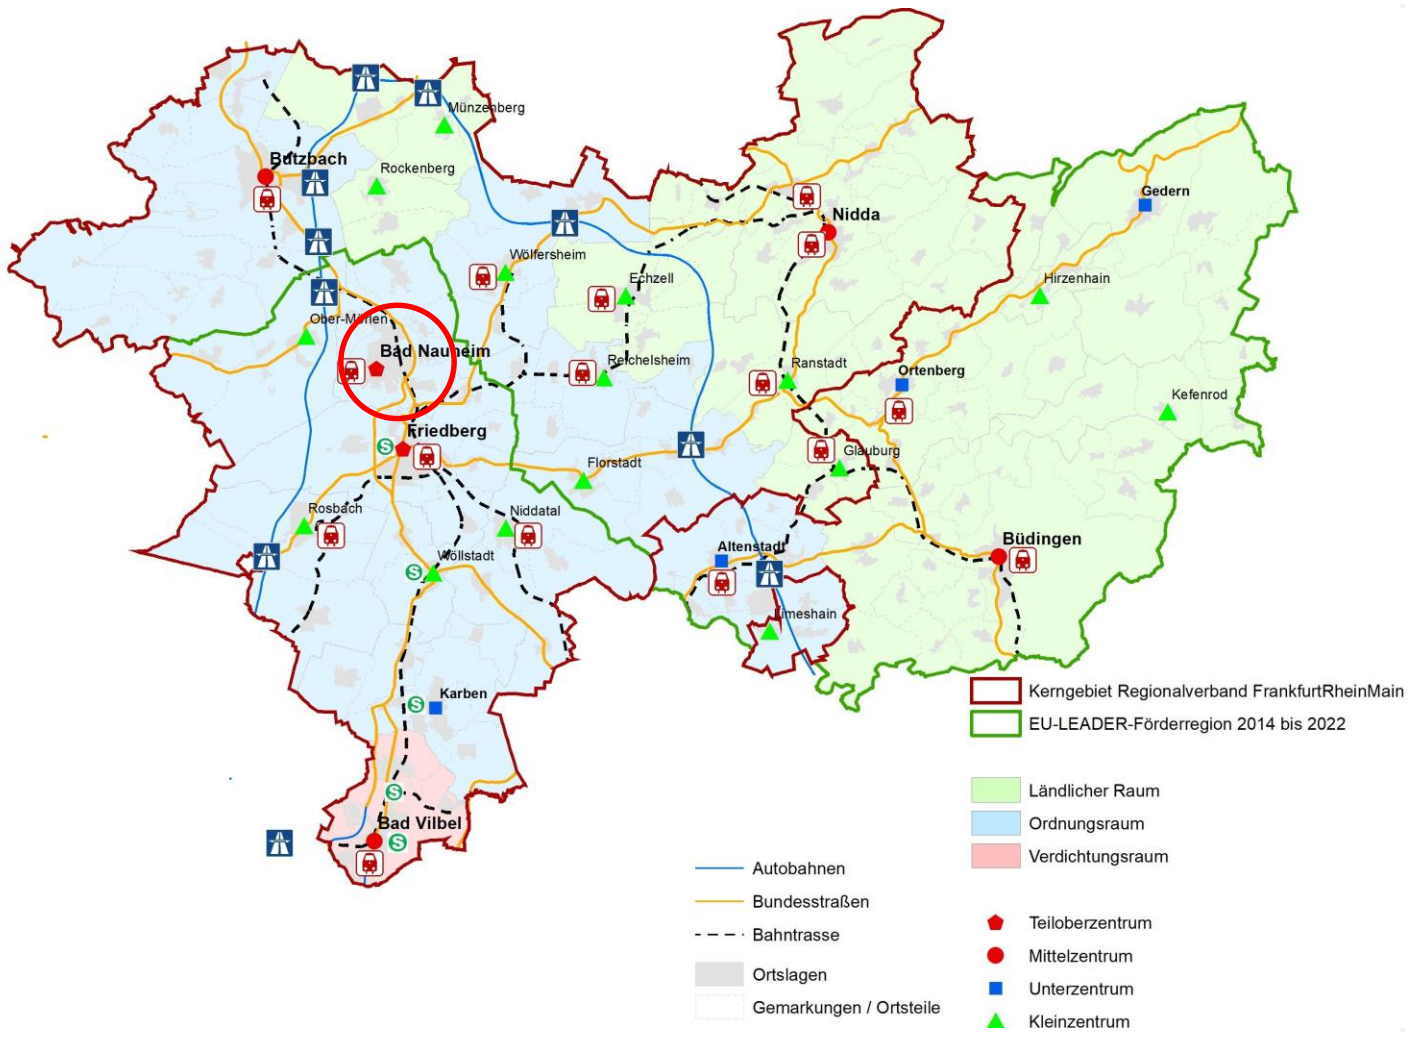 Münzenberg
Butzbach
Rockenberg
Gedern
Nidda
Wölfersheim
Echzell
Hirzenhain
Ober-Mörlen
Bad Nauheim
Reichelsheim
Ranstadt
Ortenberg
Kefenrod
Friedberg
S
Glauburg
Florstadt
Rosbach
Niddatal
Büdingen
Altenstadt
Wöllstadt
S
Limeshain
Karben
S
S
Bad Vilbel
S
Kerngebiet Regionalverband FrankfurtRheinMain
EU-LEADER-Förderregion 2014 bis 2022
Ländlicher Raum
Ordnungsraum
Verdichtungsraum
Autobahnen
Bundesstraßen
Bahntrasse
Ortslagen
Gemarkungen / Ortsteile
Teiloberzentrum
Mittelzentrum
Unterzentrum
Kleinzentrum